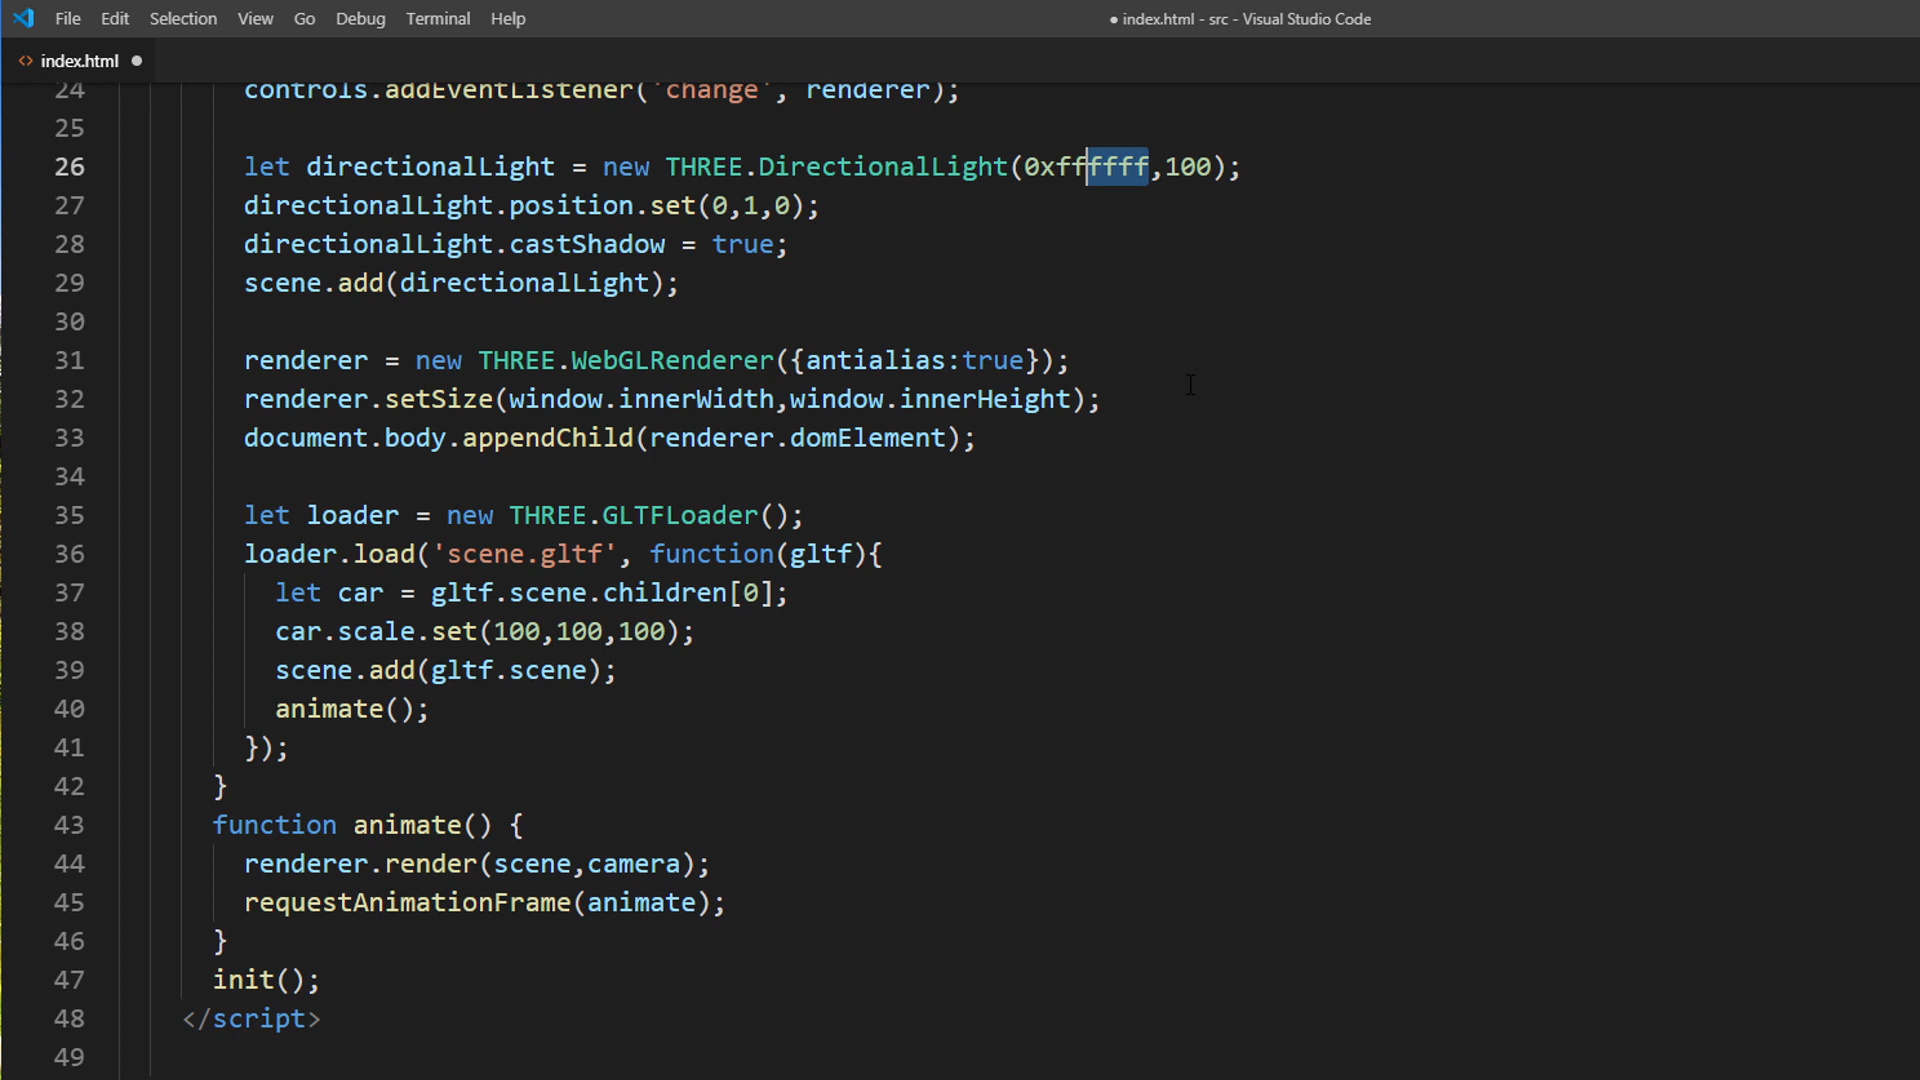 File Edit Selection View Go Debug Terminal Help ● index.html - src - Visual Studio Code
<> index.html ●
24 controls.addEventListener('change', renderer);
25
26 let directionalLight = new THREE.DirectionalLight(0xffffff,100);
27 directionalLight.position.set(0,1,0);
28 directionalLight.castShadow = true;
29 scene.add(directionalLight);
30
31 renderer = new THREE.WebGLRenderer({antialias:true});
32 renderer.setSize(window.innerWidth,window.innerHeight);
33 document.body.appendChild(renderer.domElement);
34
35 let loader = new THREE.GLTFLoader();
36 loader.load('scene.gltf', function(gltf){
37 let car = gltf.scene.children[0];
38 car.scale.set(100,100,100);
39 scene.add(gltf.scene);
40 animate();
41 });
42 }
43 function animate() {
44 renderer.render(scene,camera);
45 requestAnimationFrame(animate);
46 }
47 init();
48 </script>
49